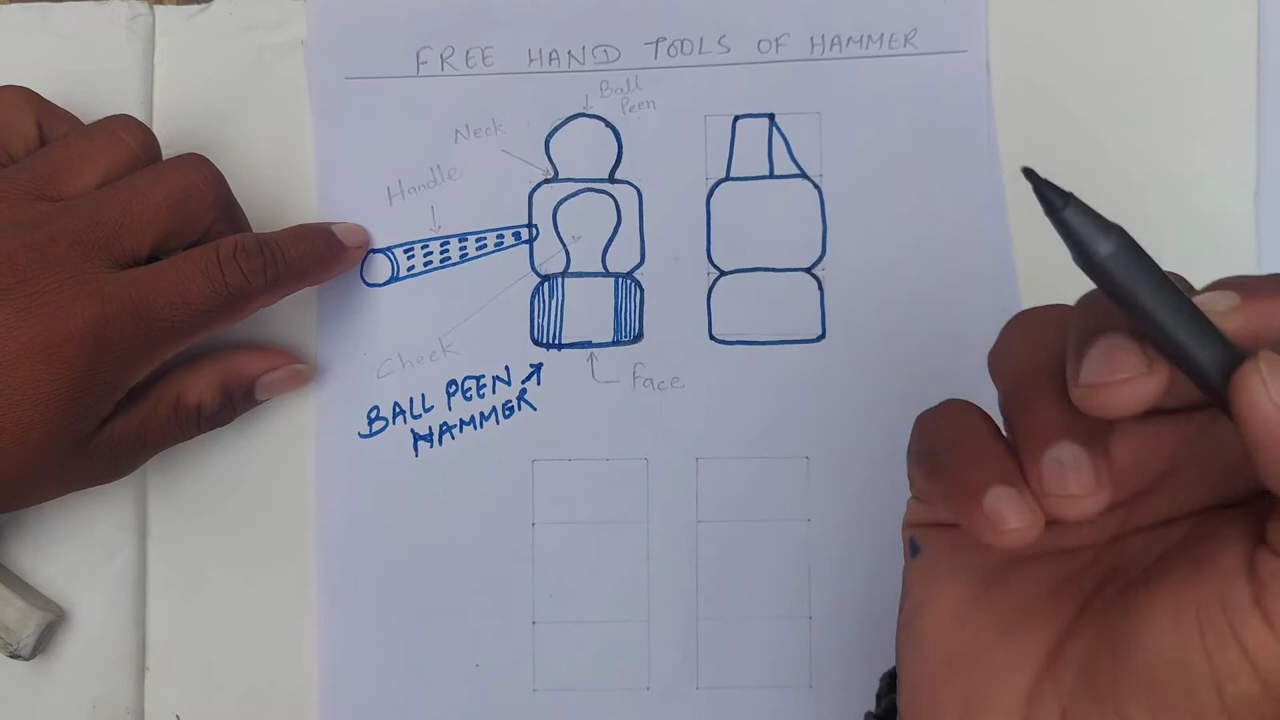 FREE HAND TOOLS OF HAMMER
Ball
Peen
Neck
Handle
Cheek
Face
BALL PEEN
HAMMER